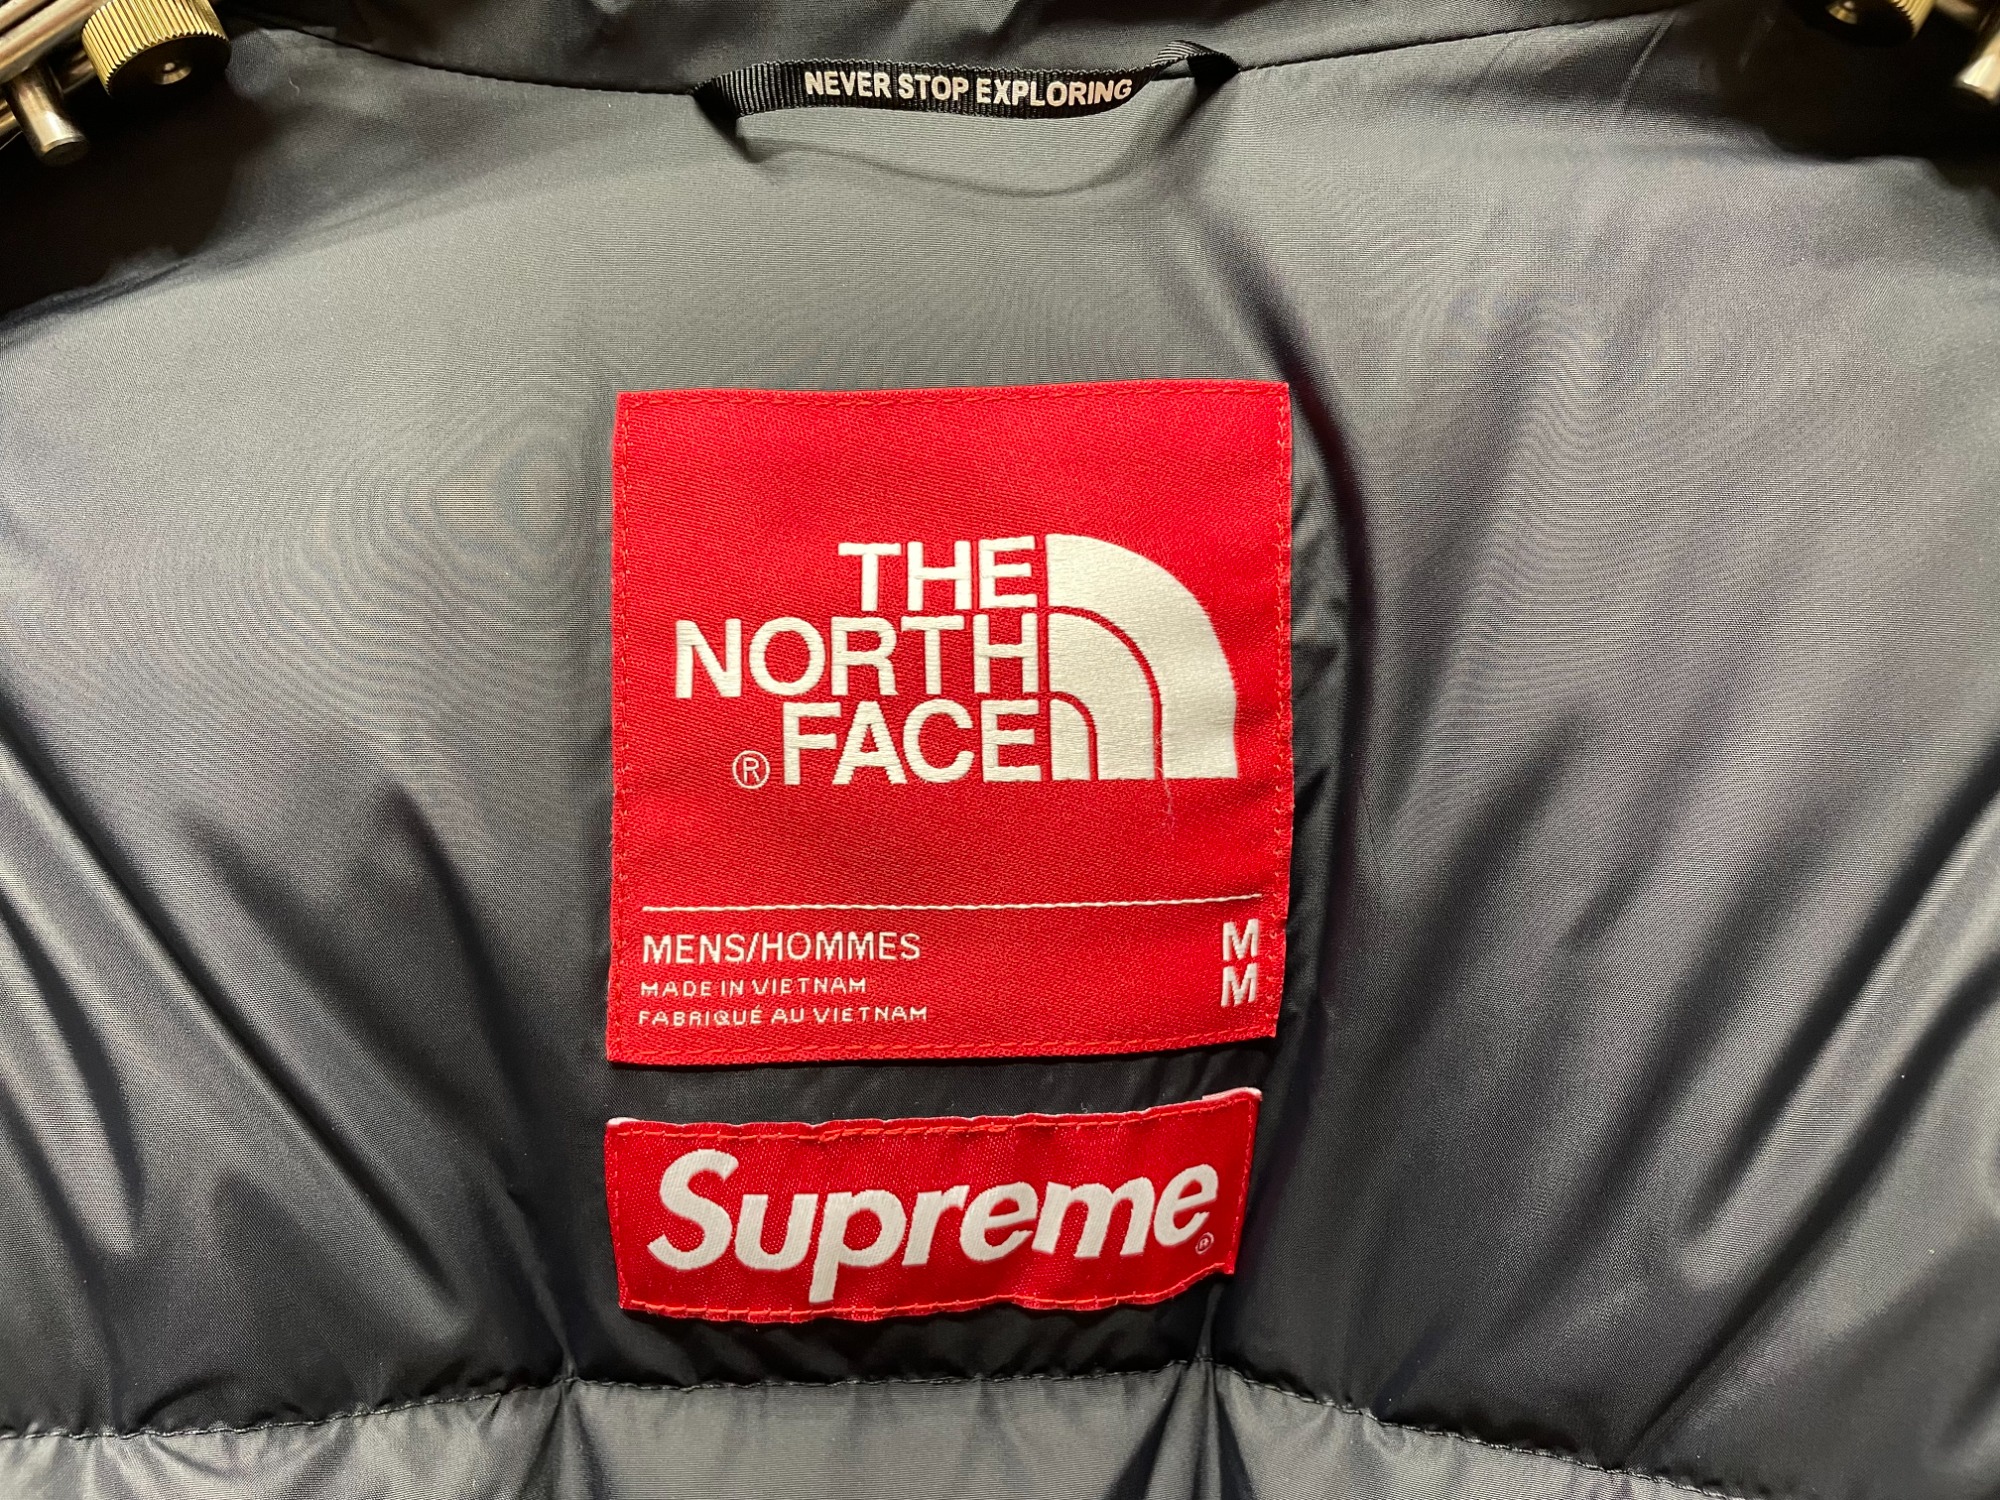 NEVER STOP EXPLORING
THE
NORTH
® FACE
MENS/HOMMES M
MADE IN VIETNAM M
FABRIQUÉ AU VIETNAM
Supreme®